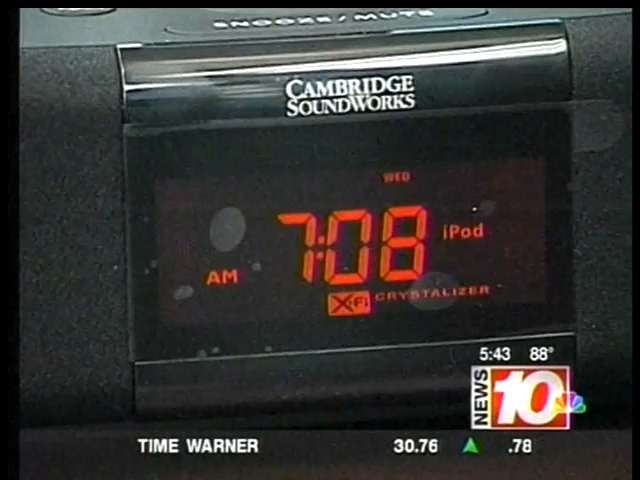 SNOOZE/MUTE
CAMBRIDGE
SOUNDWORKS
WED
7:08
iPod
AM
X-Fi CRYSTALIZER
5:43 88°
NEWS 10
TIME WARNER 30.76 .78